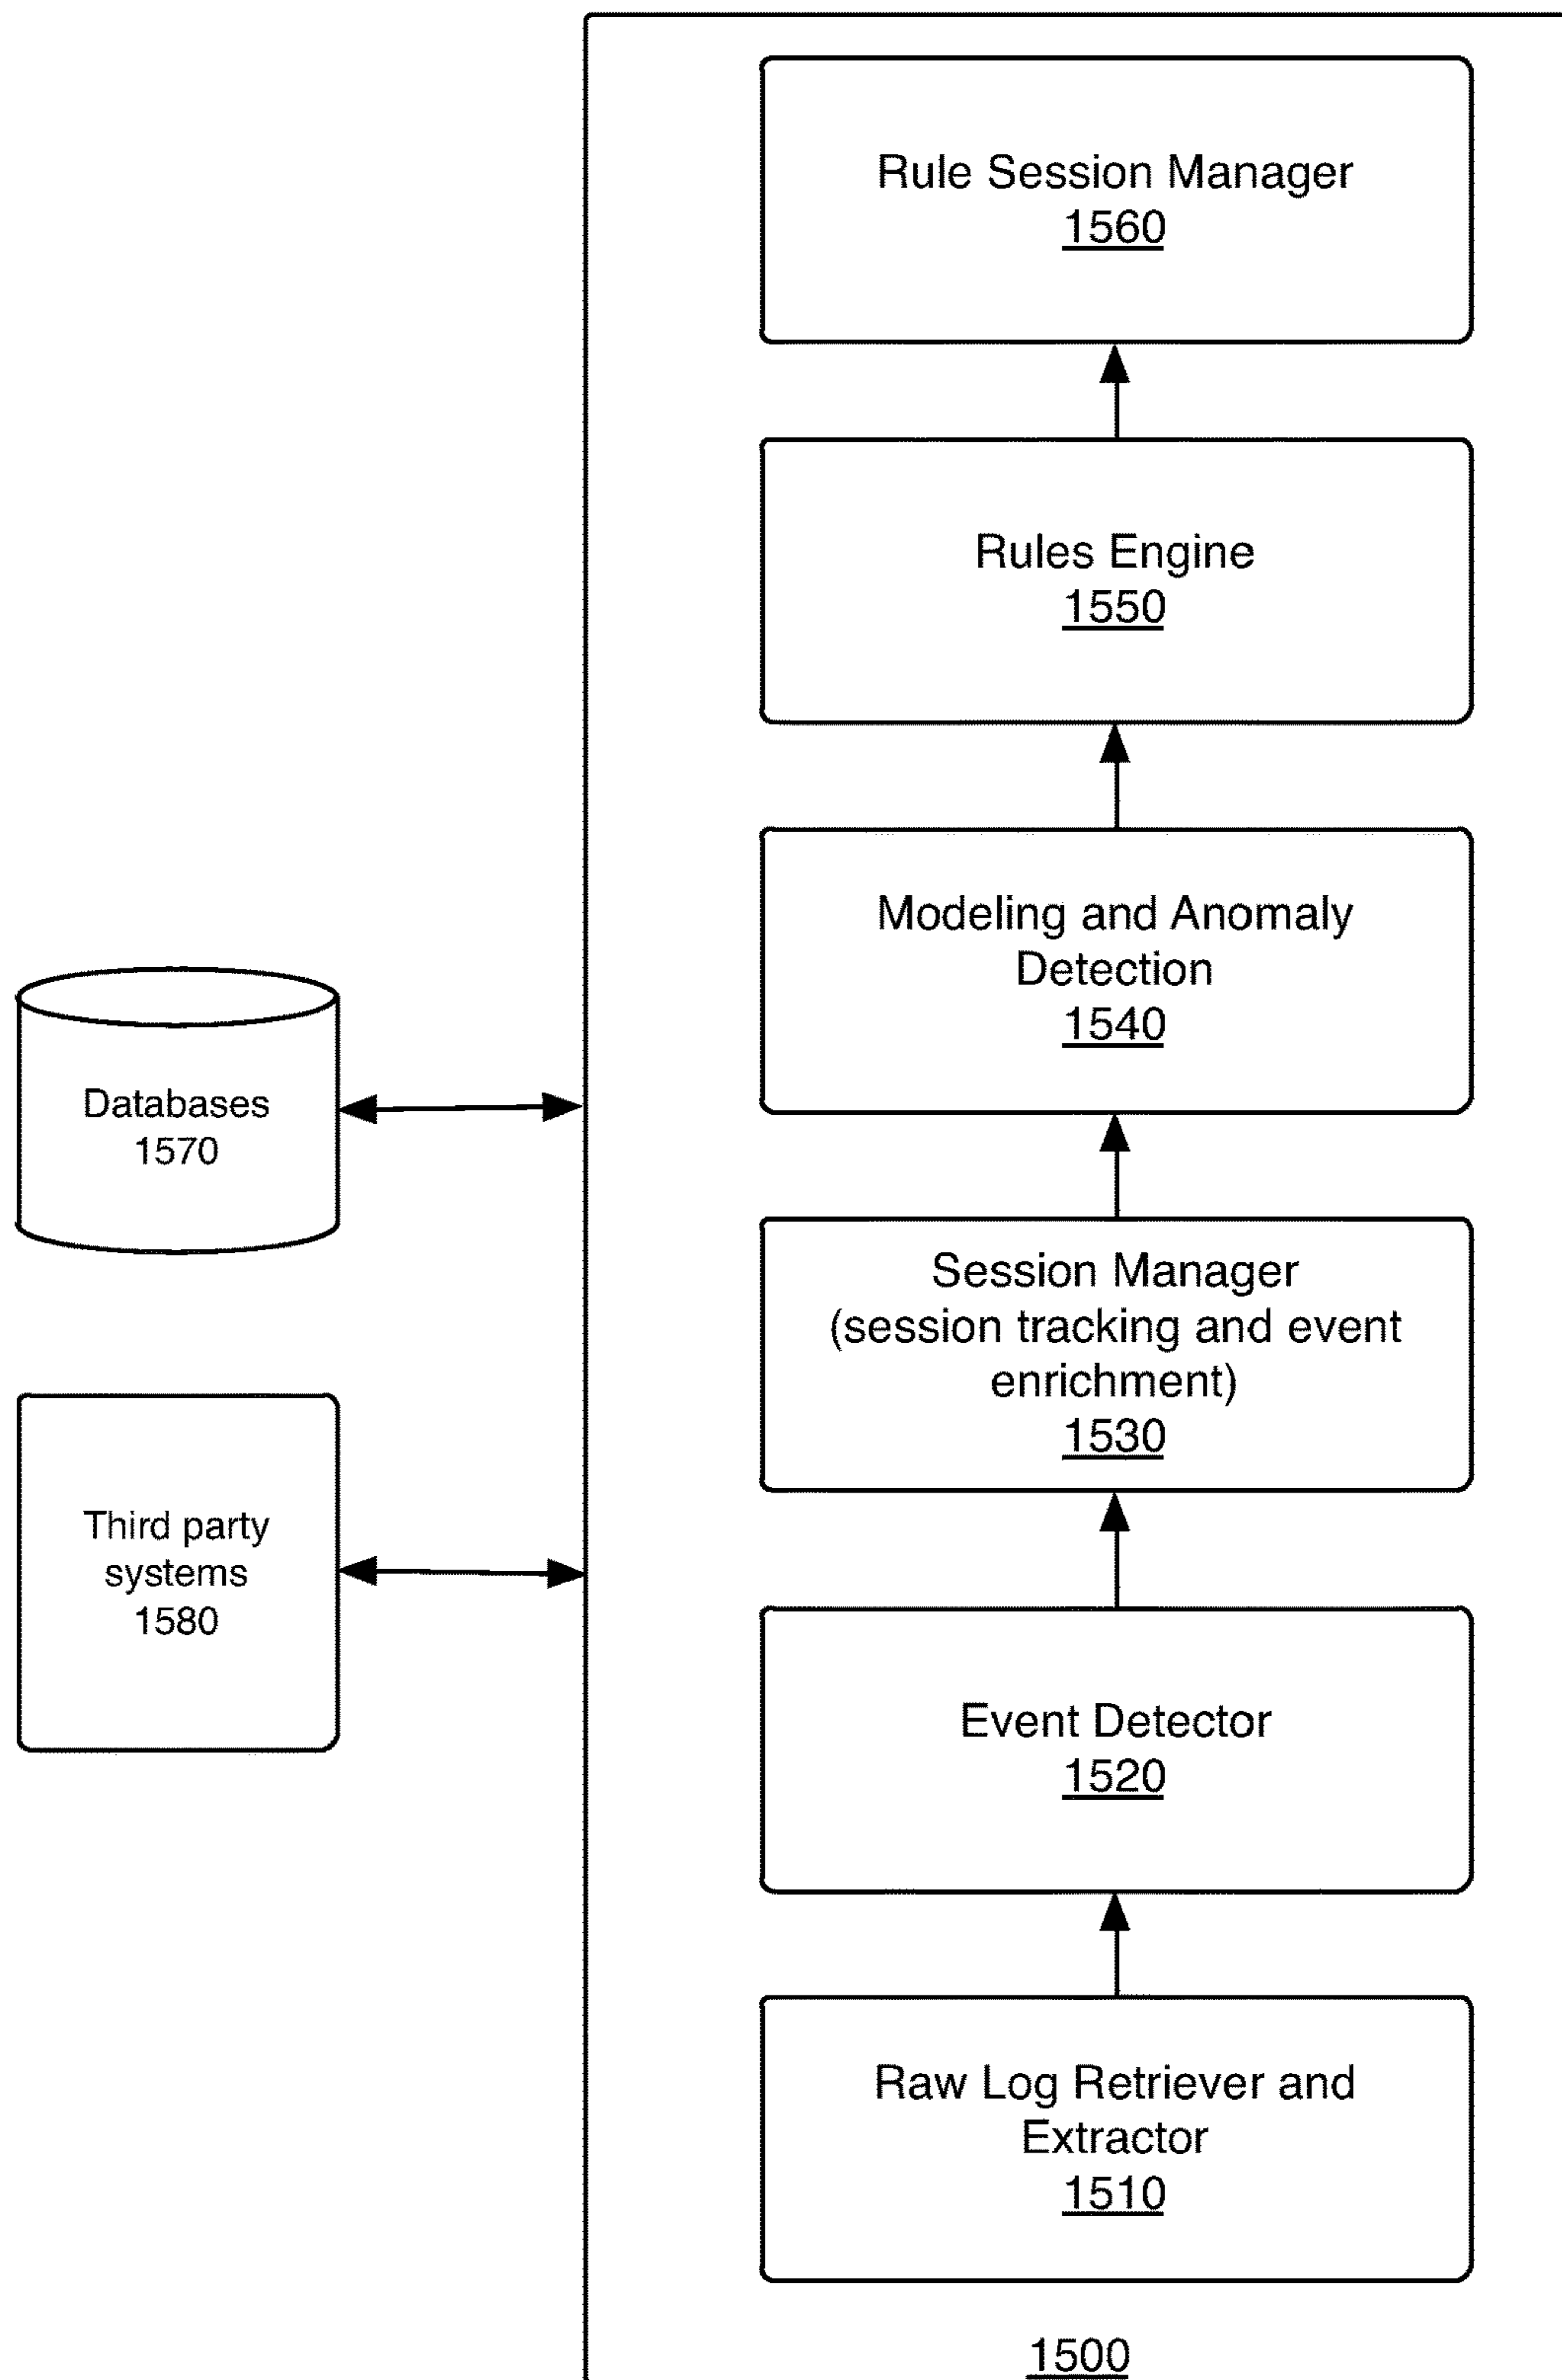 Rule Session Manager
1560
Rules Engine
1550
Modeling and Anomaly
Detection
1540
Databases
1570
Session Manager
(session tracking and event
enrichment)
1530
Third party
systems
1580
Event Detector
1520
Raw Log Retriever and
Extractor
1510
1500